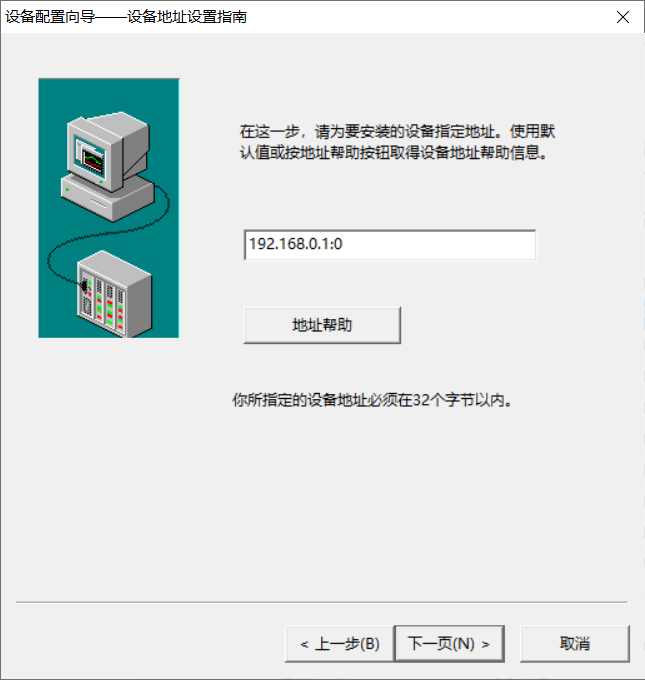 设备配置向导——设备地址设置指南
在这一步，请为要安装的设备指定地址。使用默
认值或按地址帮助按钮取得设备地址帮助信息。
192.168.0.1:0
地址帮助
你所指定的设备地址必须在32个字节以内。
< 上一步(B)
下一页(N) >
取消